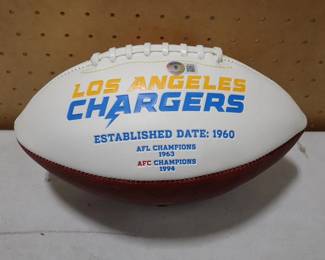 LOS ANGELES
CHARGERS
ESTABLISHED DATE: 1960
AFL CHAMPIONS
1963
AFC CHAMPIONS
1994